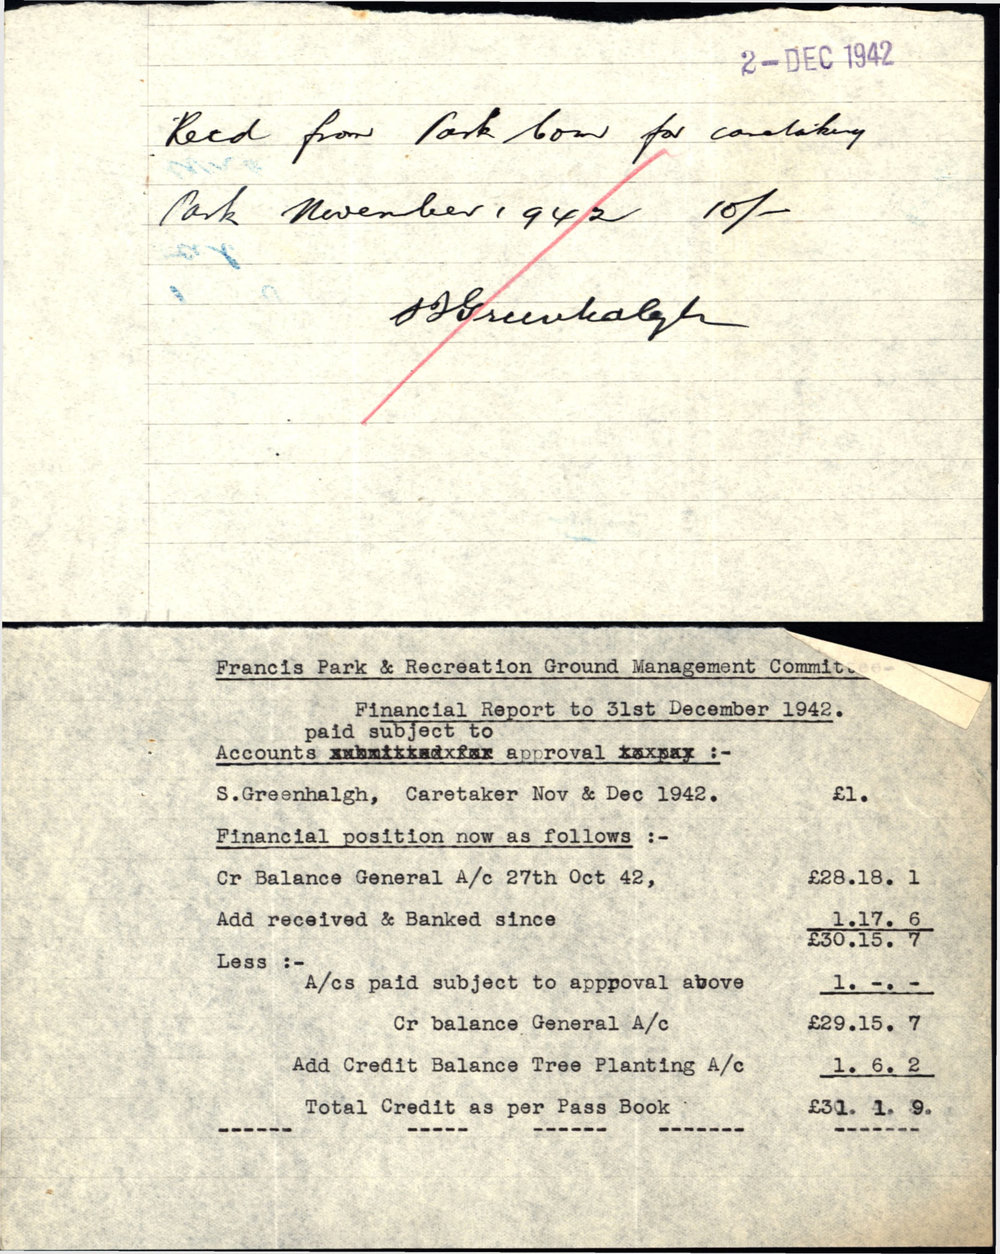 2-DEC 1942
Recd from Park Com for caretaking
Park November 1942 10/-
S J Greenhalgh
Francis Park & Recreation Ground Management Committee-
Financial Report to 31st December 1942.
paid subject to
Accounts submitted for approval to pay :-
S.Greenhalgh, Caretaker Nov & Dec 1942. £1.
Financial position now as follows :-
Cr Balance General A/c 27th Oct 42, £28.18. 1
Add received & Banked since 1.17. 6
£30.15. 7
Less :-
A/cs paid subject to appproval above 1. -. -
Cr balance General A/c £29.15. 7
Add Credit Balance Tree Planting A/c 1. 6. 2
Total Credit as per Pass Book £31. 1. 9.